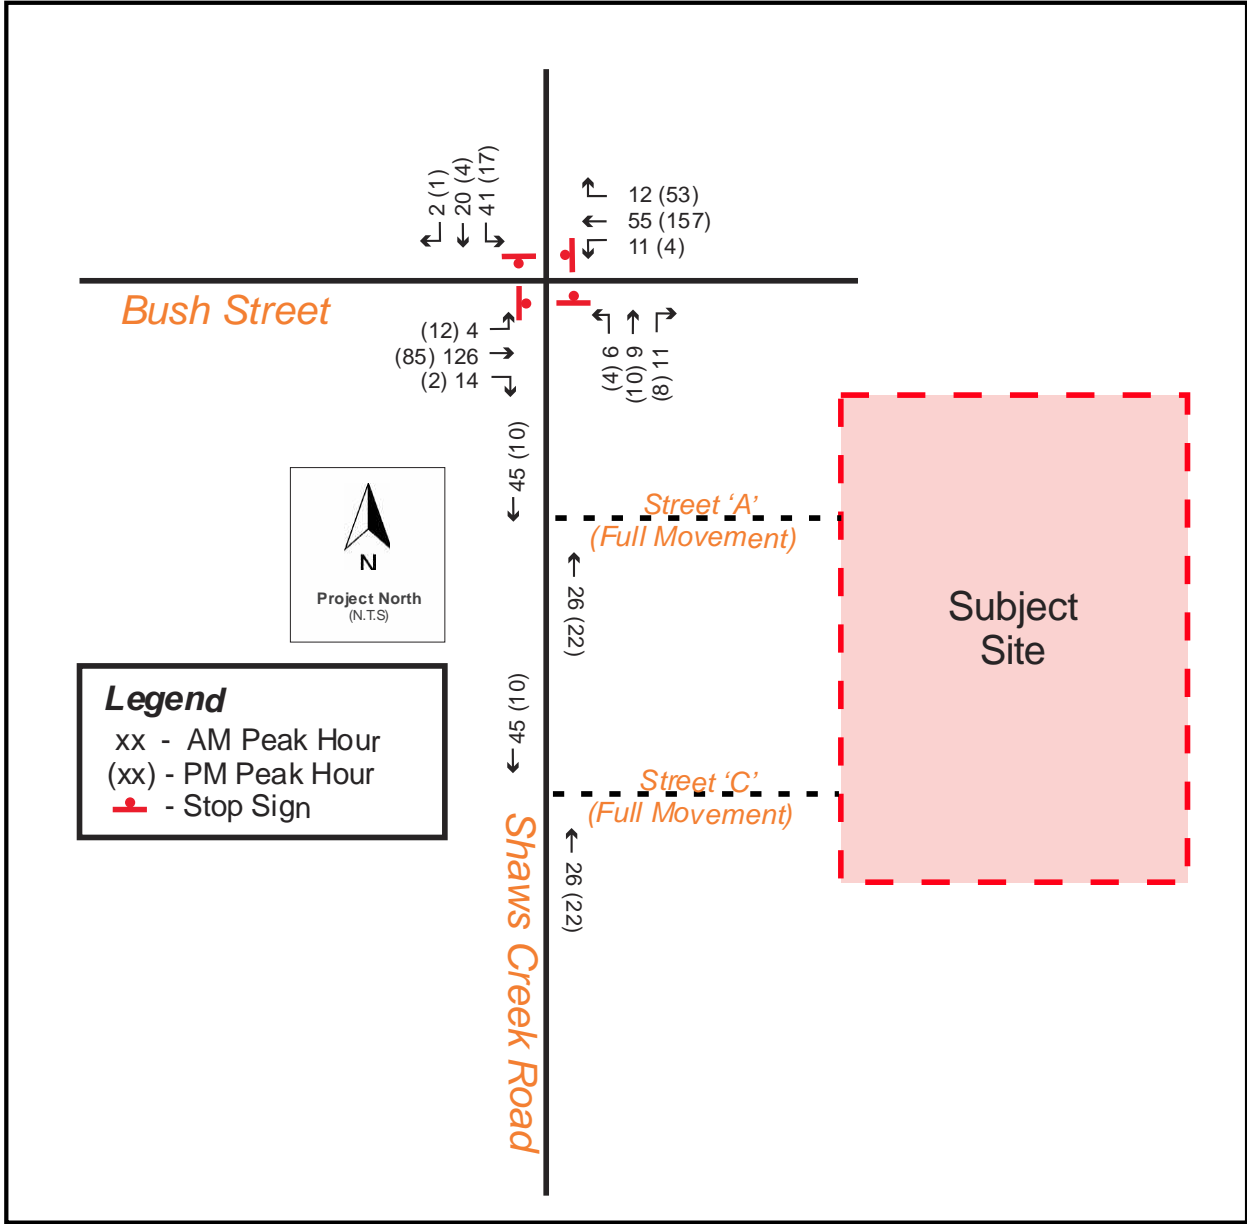 2 (1)
20 (4)
41 (17)
12 (53)
55 (157)
11 (4)
Bush Street
(12) 4
(85) 126
(2) 14
(4) 6
(10) 9
(8) 11
45 (10)
Street ‘A’
(Full Movement)
N
Project North
(N.T.S)
26 (22)
Subject
Site
Legend
xx - AM Peak Hour
(xx) - PM Peak Hour
- Stop Sign
45 (10)
Street ‘C’
(Full Movement)
26 (22)
Shaws Creek Road